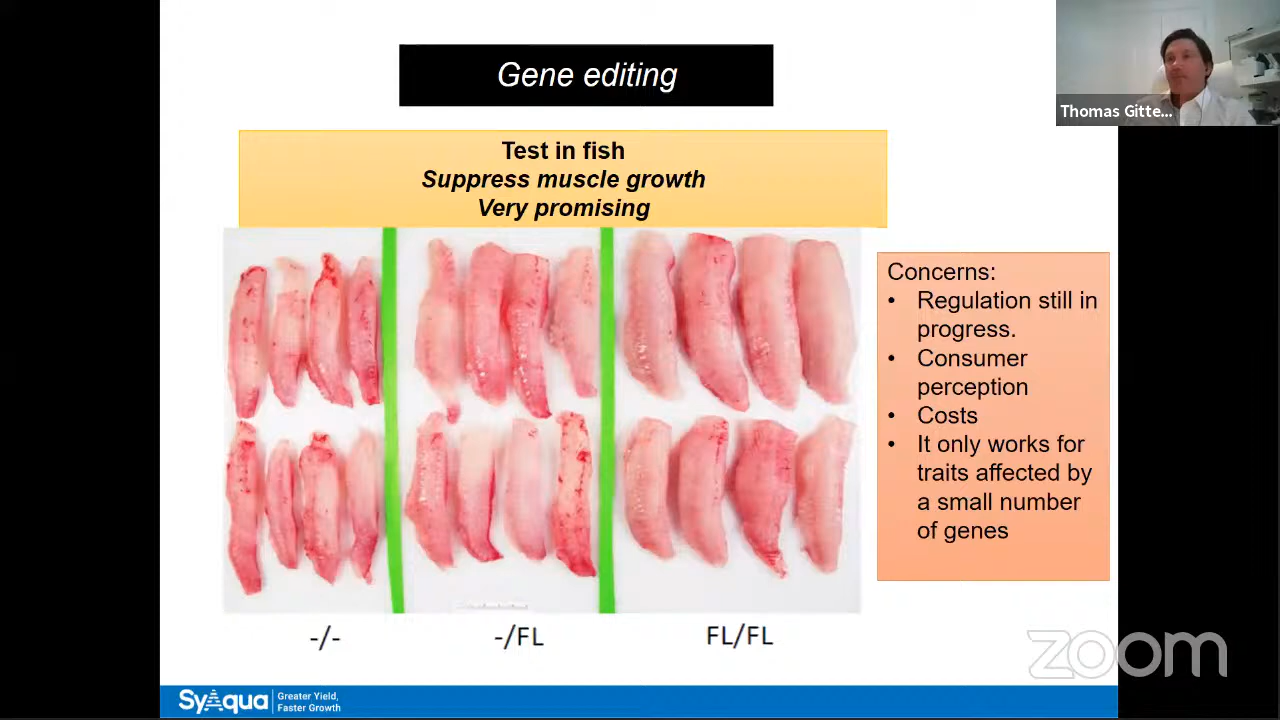 Gene editing
Thomas Gitte...
Test in fish
Suppress muscle growth
Very promising
Concerns:
• Regulation still in
progress.
• Consumer
perception
• Costs
• It only works for
traits affected by
a small number
of genes
-/-
-/FL
FL/FL
zoom
SyAqua
Greater Yield,
Faster Growth